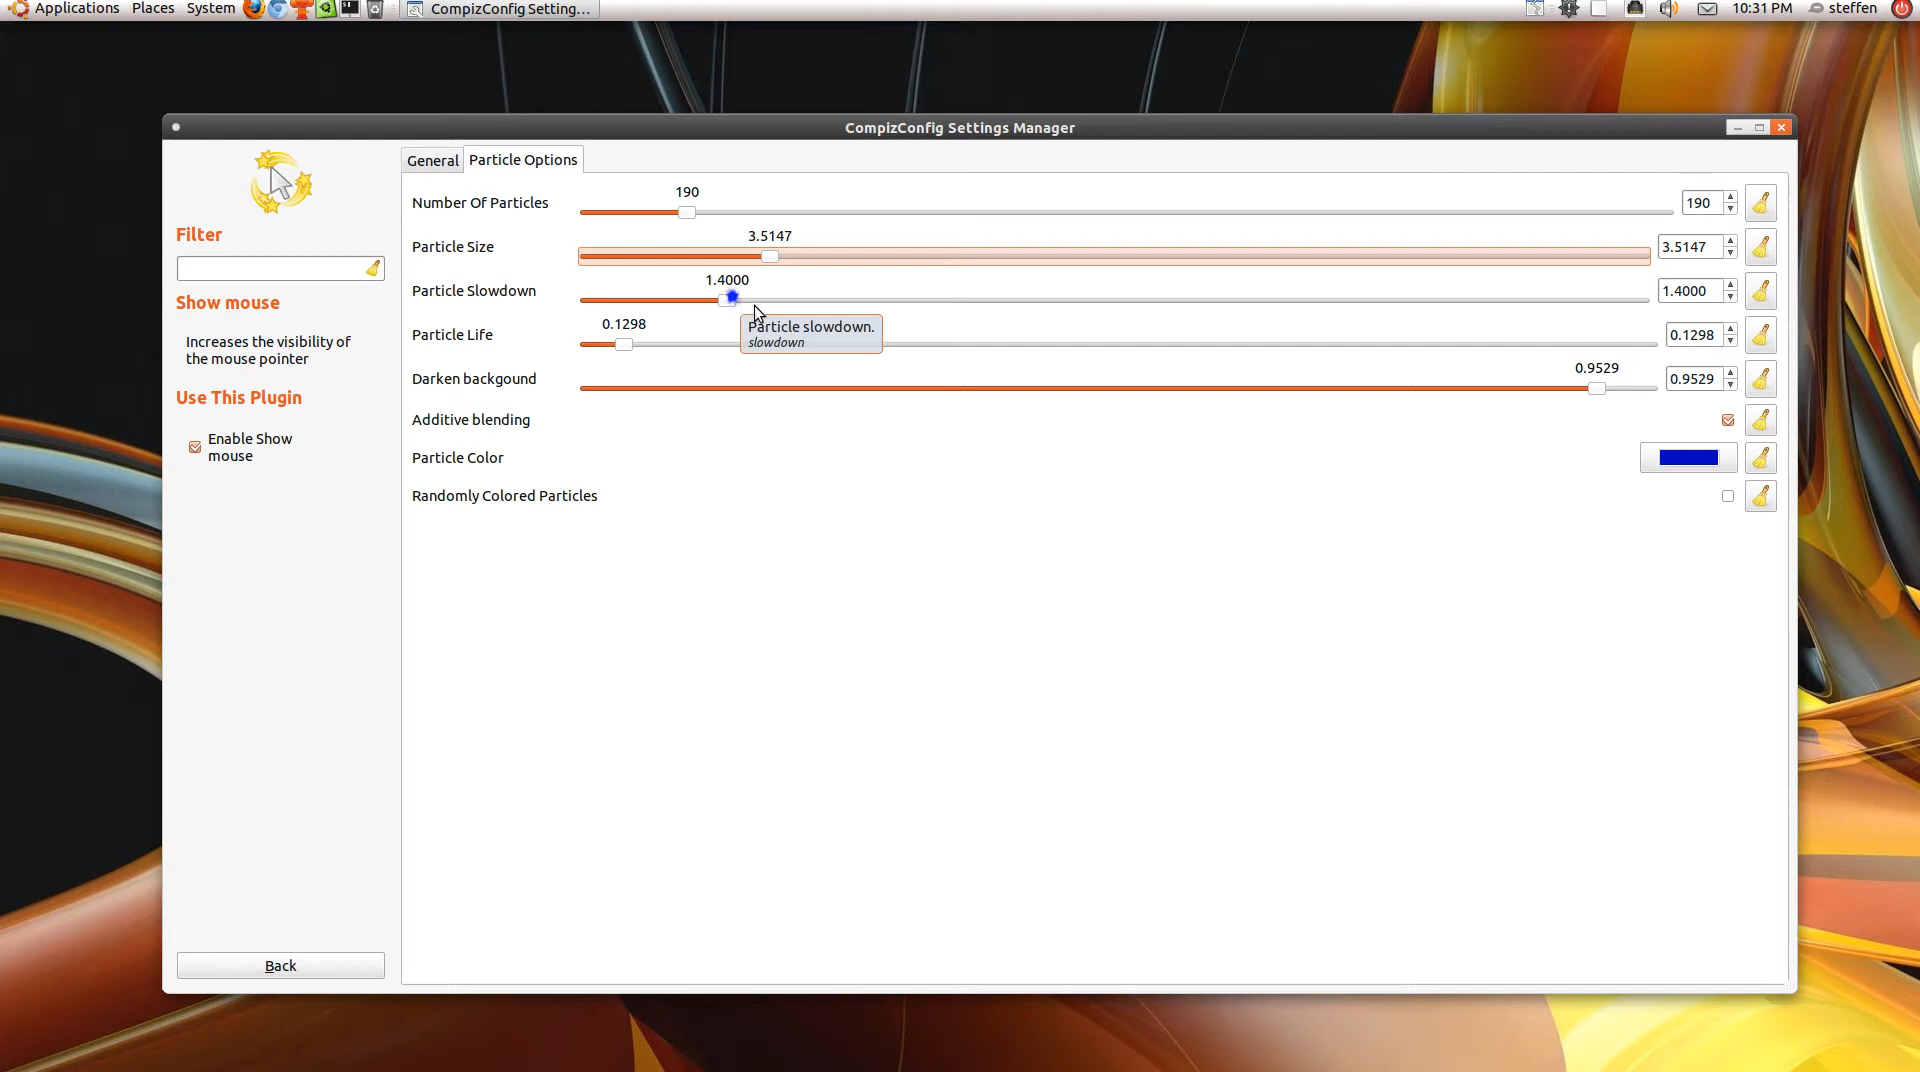 Applications Places System CompizConfig Setting... 10:31 PM steffen
CompizConfig Settings Manager
General Particle Options
Filter
Show mouse
Increases the visibility of
the mouse pointer
Use This Plugin
Enable Show
mouse
Back
190
Number Of Particles 190
3.5147
Particle Size 3.5147
1.4000
Particle Slowdown 1.4000
Particle slowdown.
slowdown
0.1298
Particle Life 0.1298
0.9529
Darken backgound 0.9529
Additive blending
Particle Color
Randomly Colored Particles